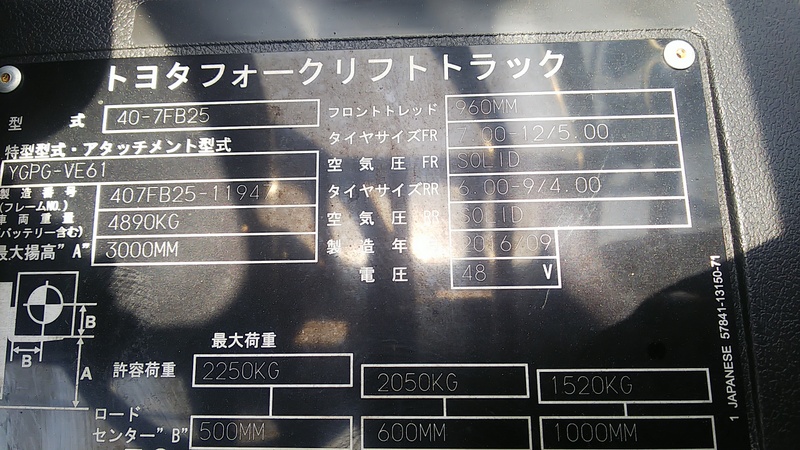 トヨタフォークリフトトラック
型式 40-7FB25
特型型式・アタッチメント型式
YGPG-VE61
製造番号 407FB25-11947
(フレームNO.)
車両重量 4890KG
(バッテリー含む)
最大揚高"A" 3000MM
フロントトレッド 960MM
タイヤサイズFR 7.00-12/5.00
空気圧 FR SOLID
タイヤサイズRR 6.00-9/4.00
空気圧 RR SOLID
製造年月 2016/09
電圧 48 V
B
B
A
最大荷重
許容荷重 2250KG 2050KG 1520KG
ロード
センター"B" 500MM 600MM 1000MM
1 JAPANESE 57841-13150-71